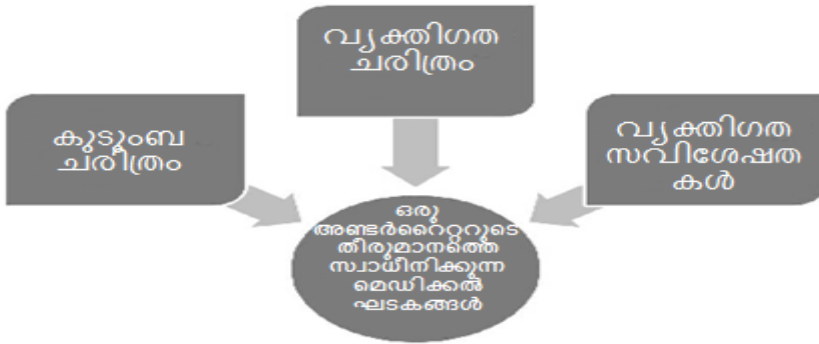 വ്യക്തിഗത
ചരിത്രം
കുടുംബ
ചരിത്രം
വ്യക്തിഗത
സവിശേഷത
കൾ
ഒരു
അണ്ടർറൈറ്ററുടെ
തീരുമാനത്തെ
സ്വാധീനിക്കുന്ന
മെഡിക്കൽ
ഘടകങ്ങൾ